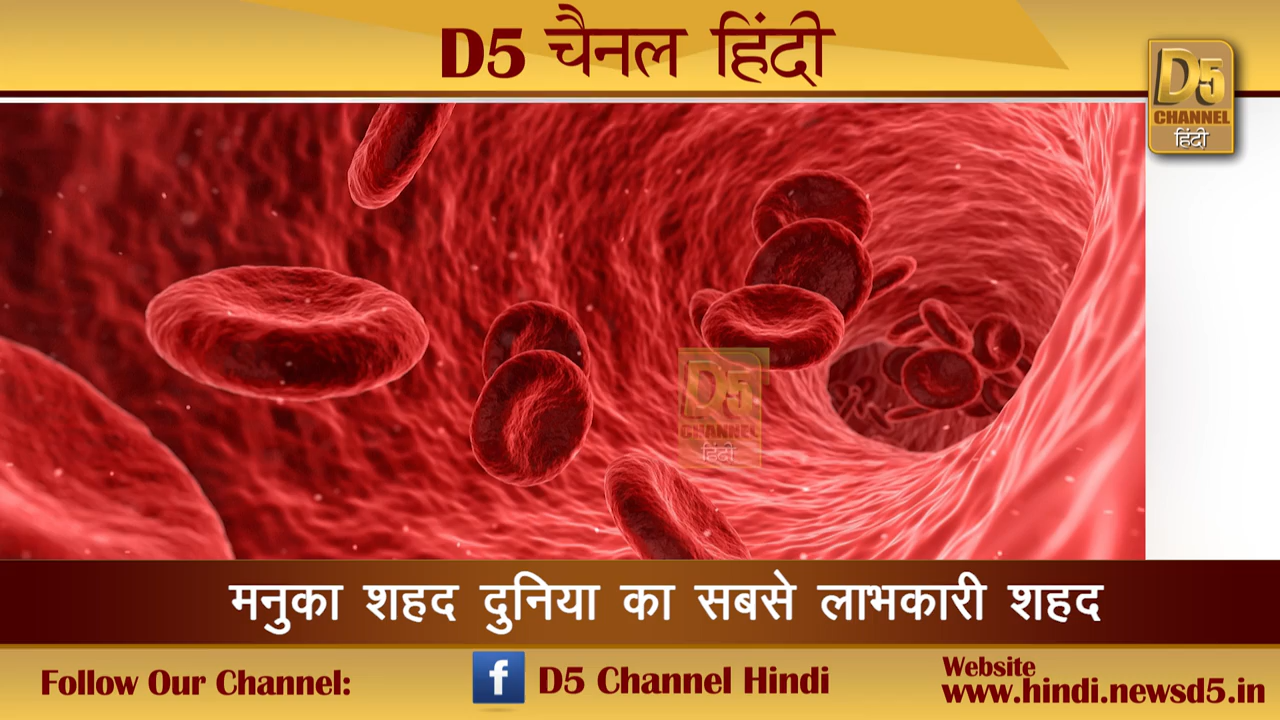 D5 चैनल हिंदी
D5
CHANNEL
हिंदी
D5
CHANNEL
हिंदी
मनुका शहद दुनिया का सबसे लाभकारी शहद
Follow Our Channel:
f D5 Channel Hindi
Website
www.hindi.newsd5.in